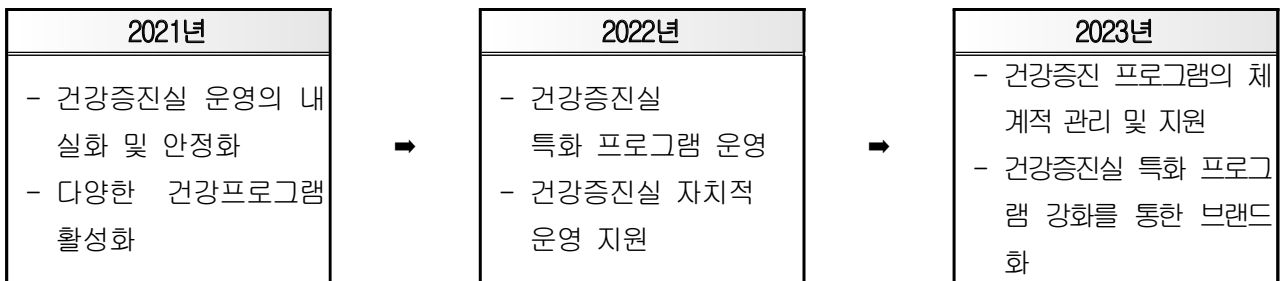 2021년
- 건강증진실 운영의 내
실화 및 안정화
- 다양한 건강프로그램
활성화
➡
2022년
- 건강증진실
특화 프로그램 운영
- 건강증진실 자치적
운영 지원
➡
2023년
- 건강증진 프로그램의 체
계적 관리 및 지원
- 건강증진실 특화 프로그
램 강화를 통한 브랜드
화